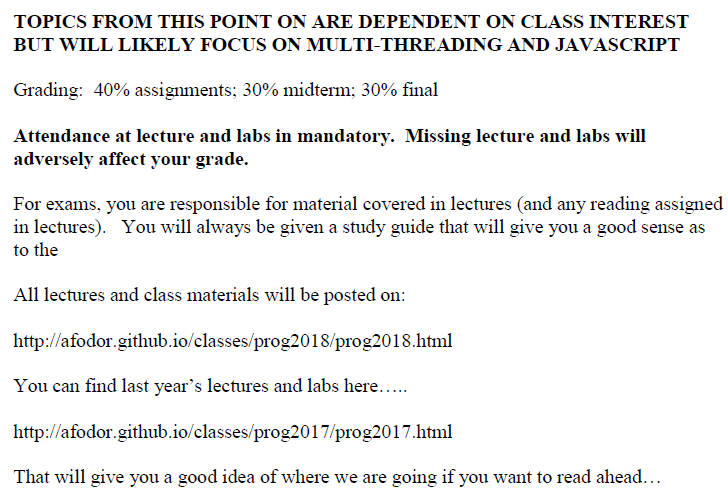 TOPICS FROM THIS POINT ON ARE DEPENDENT ON CLASS INTEREST
BUT WILL LIKELY FOCUS ON MULTI-THREADING AND JAVASCRIPT
Grading:  40% assignments; 30% midterm; 30% final
Attendance at lecture and labs in mandatory.  Missing lecture and labs will
adversely affect your grade.
For exams, you are responsible for material covered in lectures (and any reading assigned
in lectures).   You will always be given a study guide that will give you a good sense as
to the
All lectures and class materials will be posted on:
http://afodor.github.io/classes/prog2018/prog2018.html
You can find last year’s lectures and labs here…..
http://afodor.github.io/classes/prog2017/prog2017.html
That will give you a good idea of where we are going if you want to read ahead…